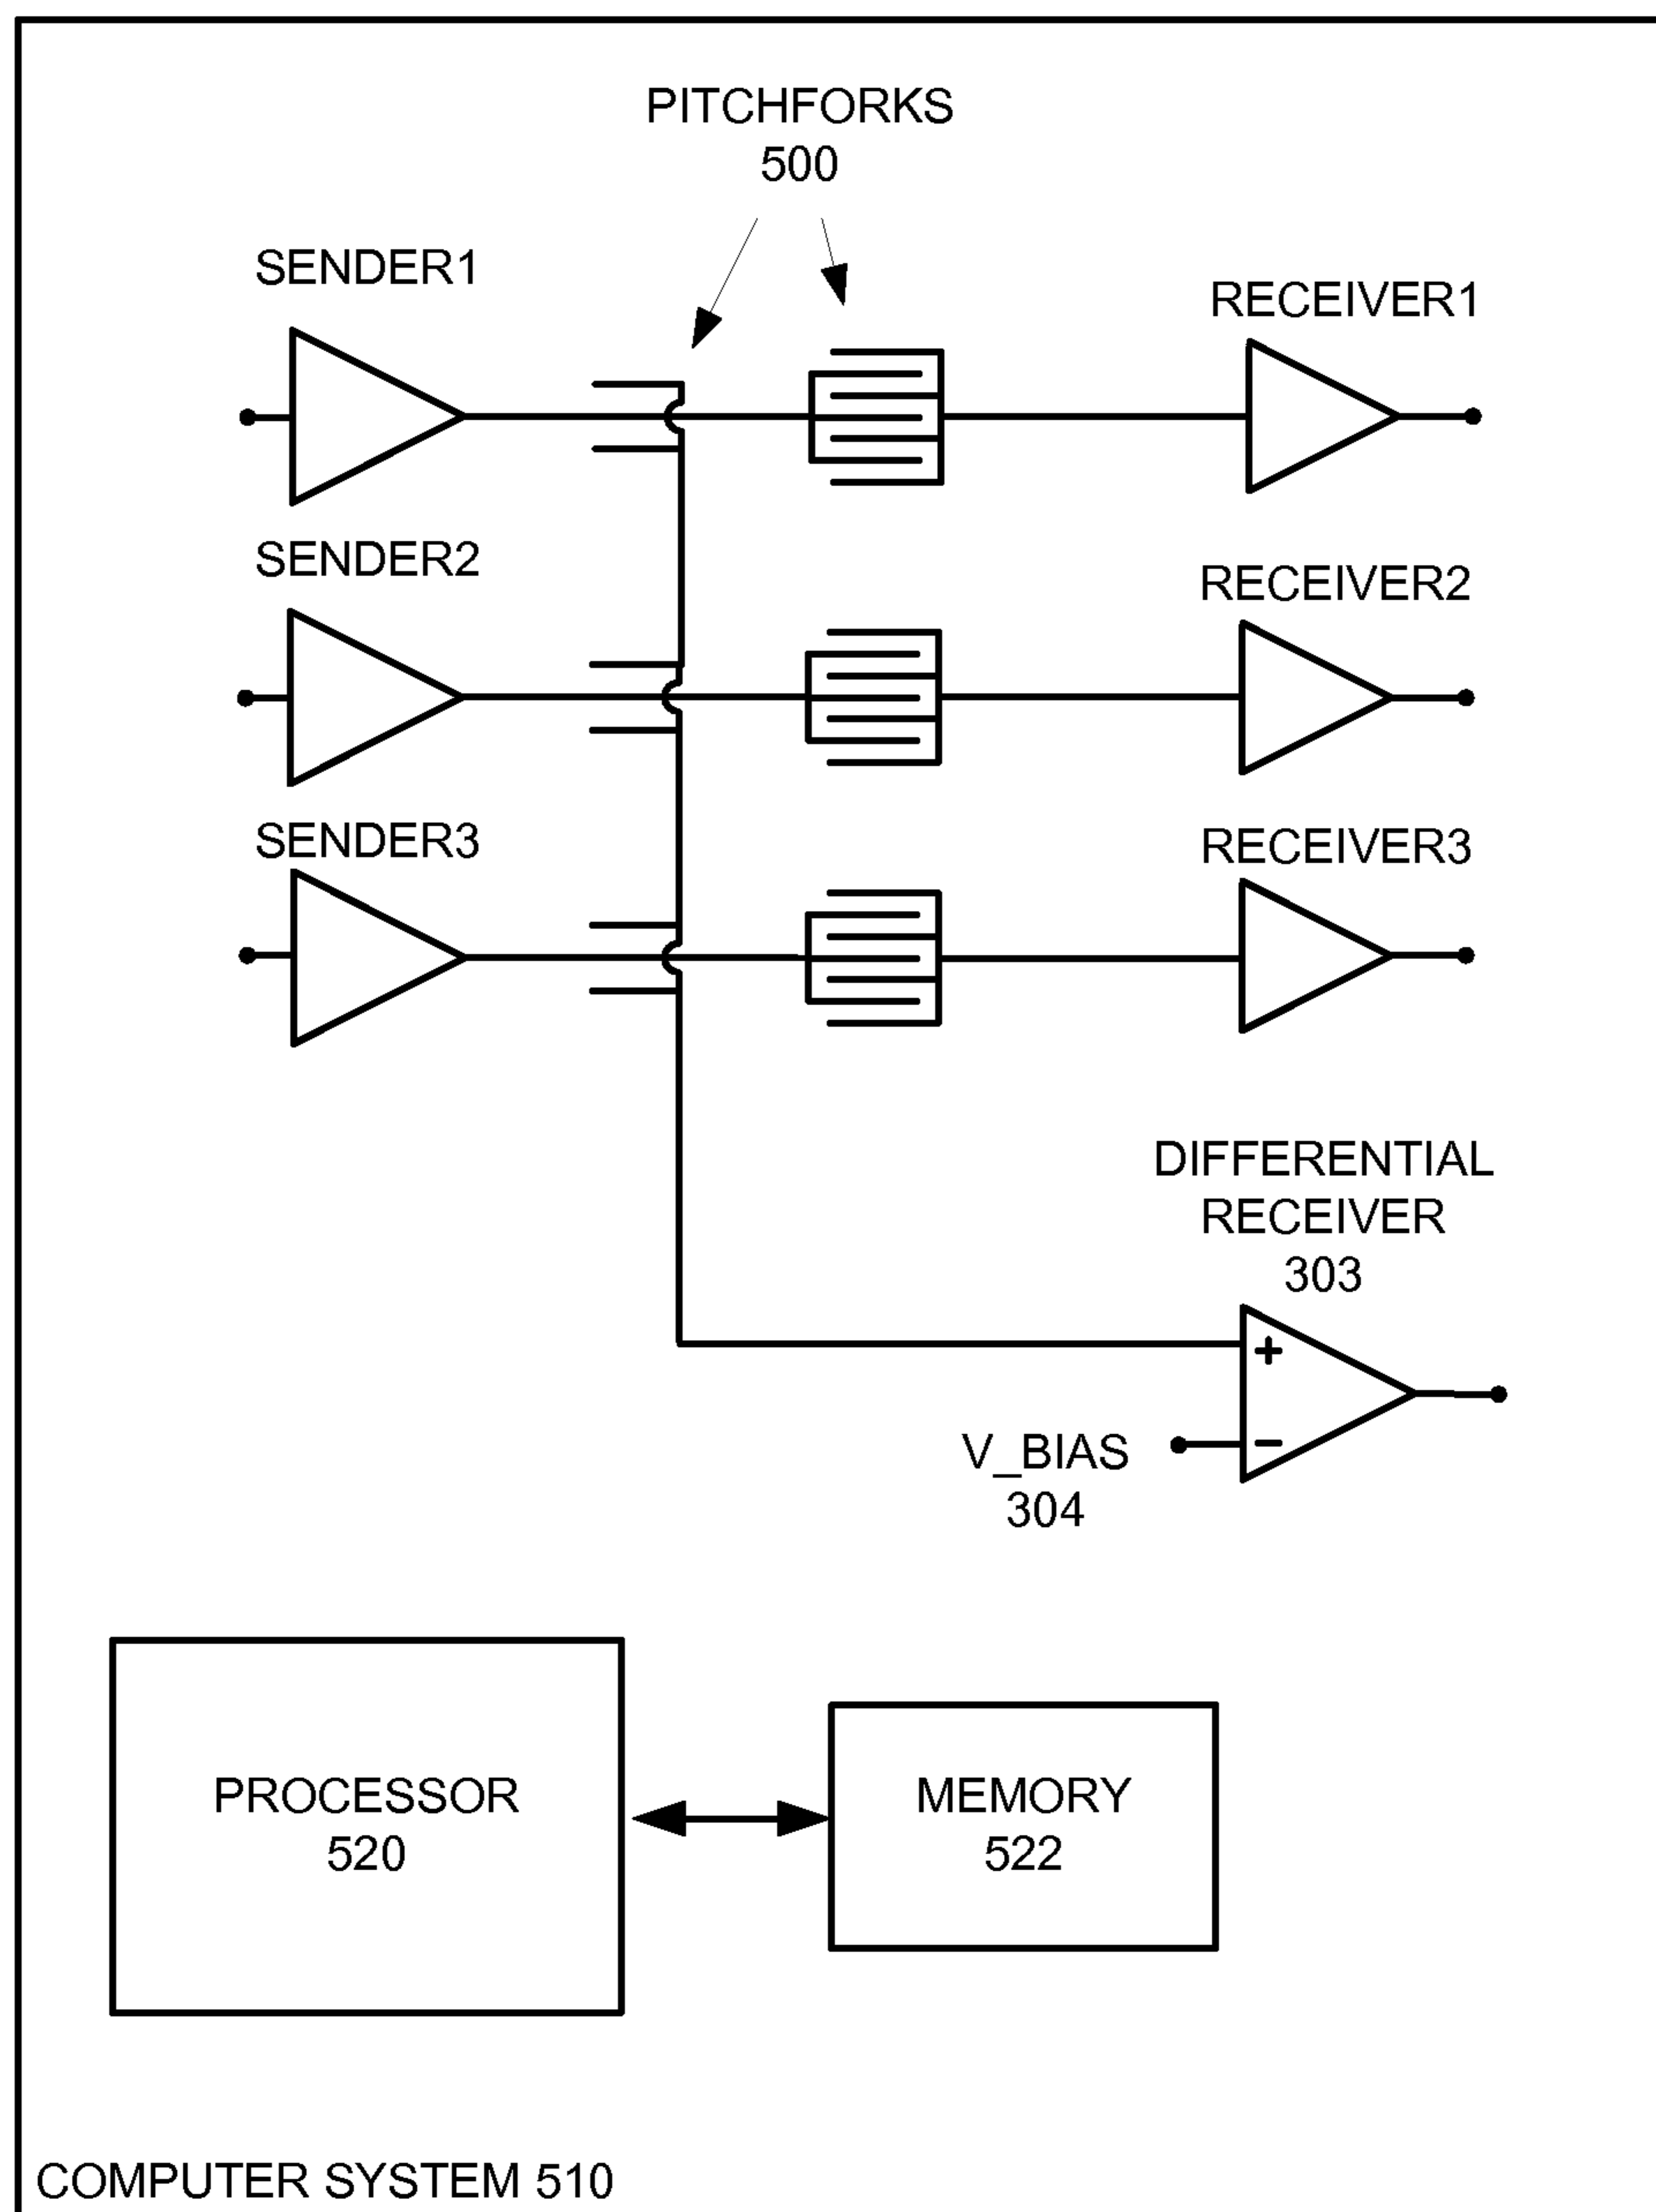 PITCHFORKS
500
SENDER1
RECEIVER1
SENDER2
RECEIVER2
SENDER3
RECEIVER3
DIFFERENTIAL
RECEIVER
303
+
V_BIAS
304
−
PROCESSOR
520
MEMORY
522
COMPUTER SYSTEM 510